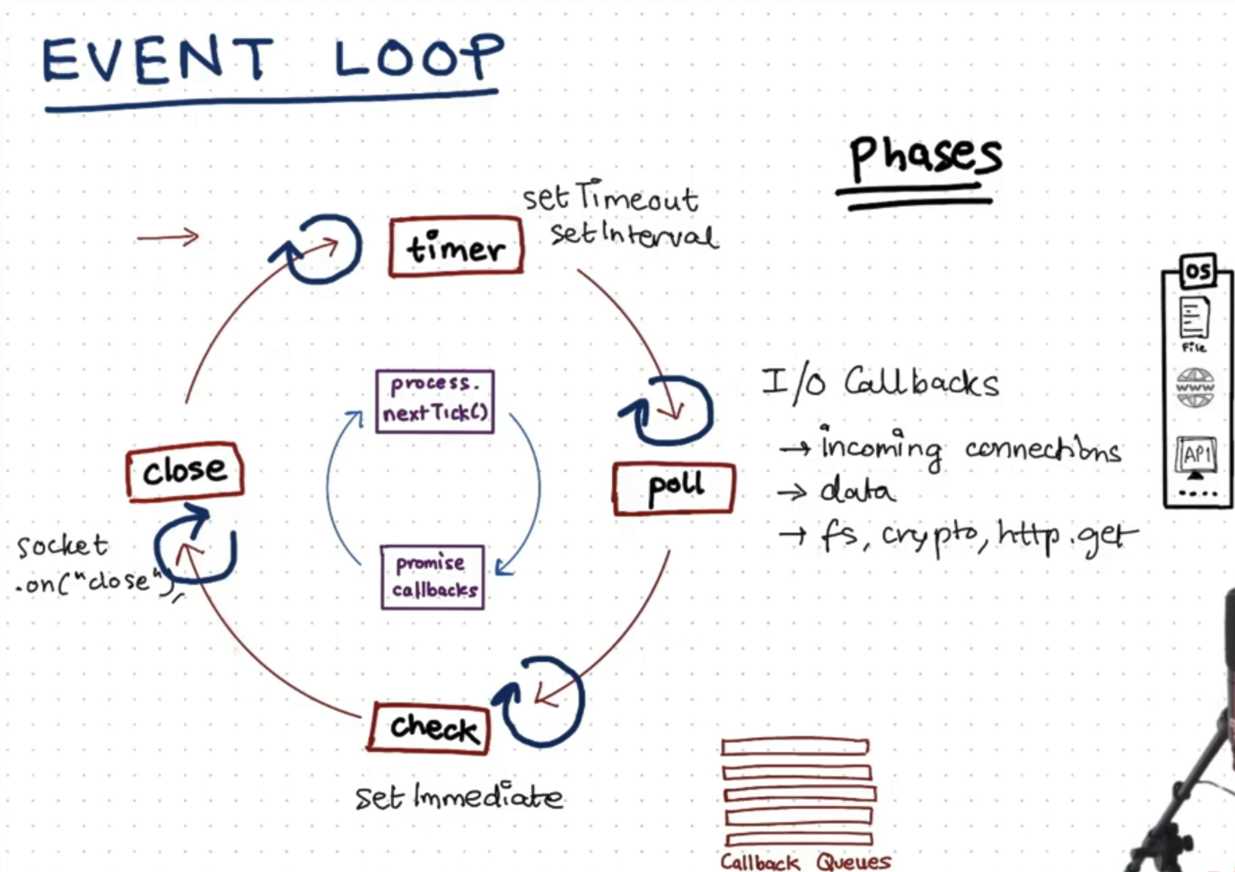 EVENT LOOP
Phases
setTimeout
setInterval
timer
OS
File
WWW
API
process.
nextTick()
I/O Callbacks
→ incoming connections
→ data
→ fs, crypto, http.get
close
poll
socket
.on("close"),
promise
callbacks
check
setImmediate
Callback Queues